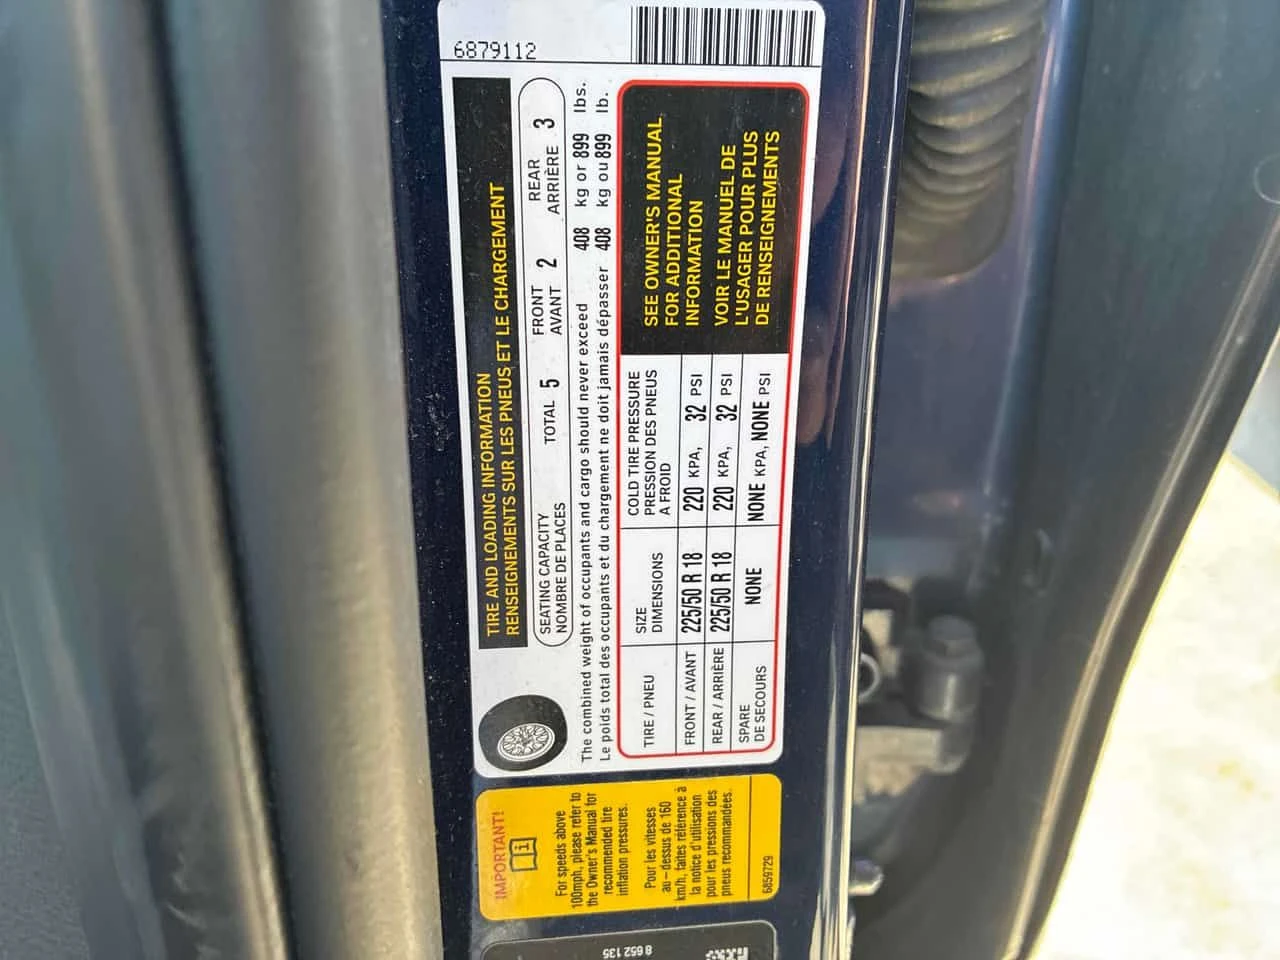 6879112
TIRE AND LOADING INFORMATION
RENSEIGNEMENTS SUR LES PNEUS ET LE CHARGEMENT
SEATING CAPACITY
NOMBRE DE PLACES
TOTAL 5
FRONT
AVANT 2
REAR
ARRIÈRE 3
The combined weight of occupants and cargo should never exceed 408 kg or 899 lbs.
Le poids total des occupants et du chargement ne doit jamais dépasser 408 kg ou 899 lb.
TIRE / PNEU
SIZE
DIMENSIONS
COLD TIRE PRESSURE
PRESSION DES PNEUS
A FROID
FRONT / AVANT 225/50 R 18 220 KPA, 32 PSI
REAR / ARRIÈRE 225/50 R 18 220 KPA, 32 PSI
SPARE
DE SECOURS
NONE NONE KPA, NONE PSI
SEE OWNER'S MANUAL
FOR ADDITIONAL
INFORMATION
VOIR LE MANUEL DE
L'USAGER POUR PLUS
DE RENSEIGNEMENTS
IMPORTANT!
For speeds above
100mph, please refer to
the Owner's Manual for
recommended tire
inflation pressures.
Pour les vitesses
au-dessus de 160
km/h, faites référence à
la notice d'utilisation
pour les pressions des
pneus recommandées.
6859729
8 652 135